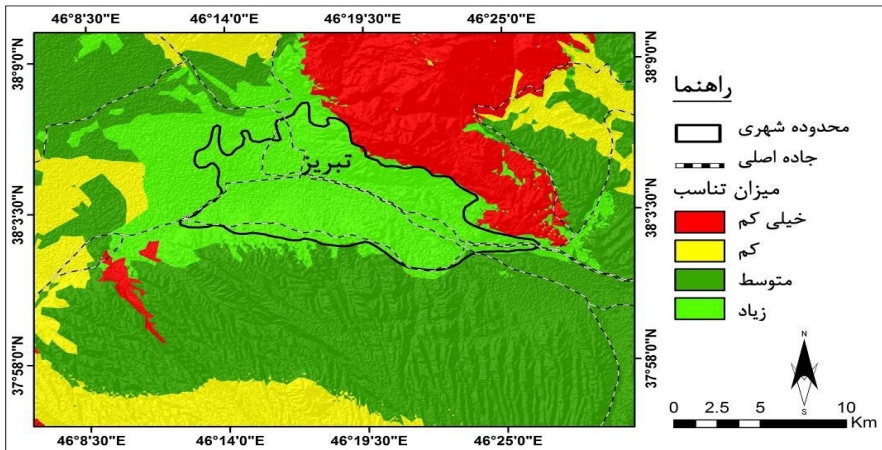 46°8'30"E 46°14'0"E 46°19'30"E 46°25'0"E
38°9'0"N
38°3'30"N
37°58'0"N
تبریز
38°9'0"N
38°3'30"N
37°58'0"N
46°8'30"E 46°14'0"E 46°19'30"E 46°25'0"E
راهنما
محدوده شهری
جاده اصلی
میزان تناسب
خیلی کم
کم
متوسط
زیاد
N
S
0 2.5 5 10
Km